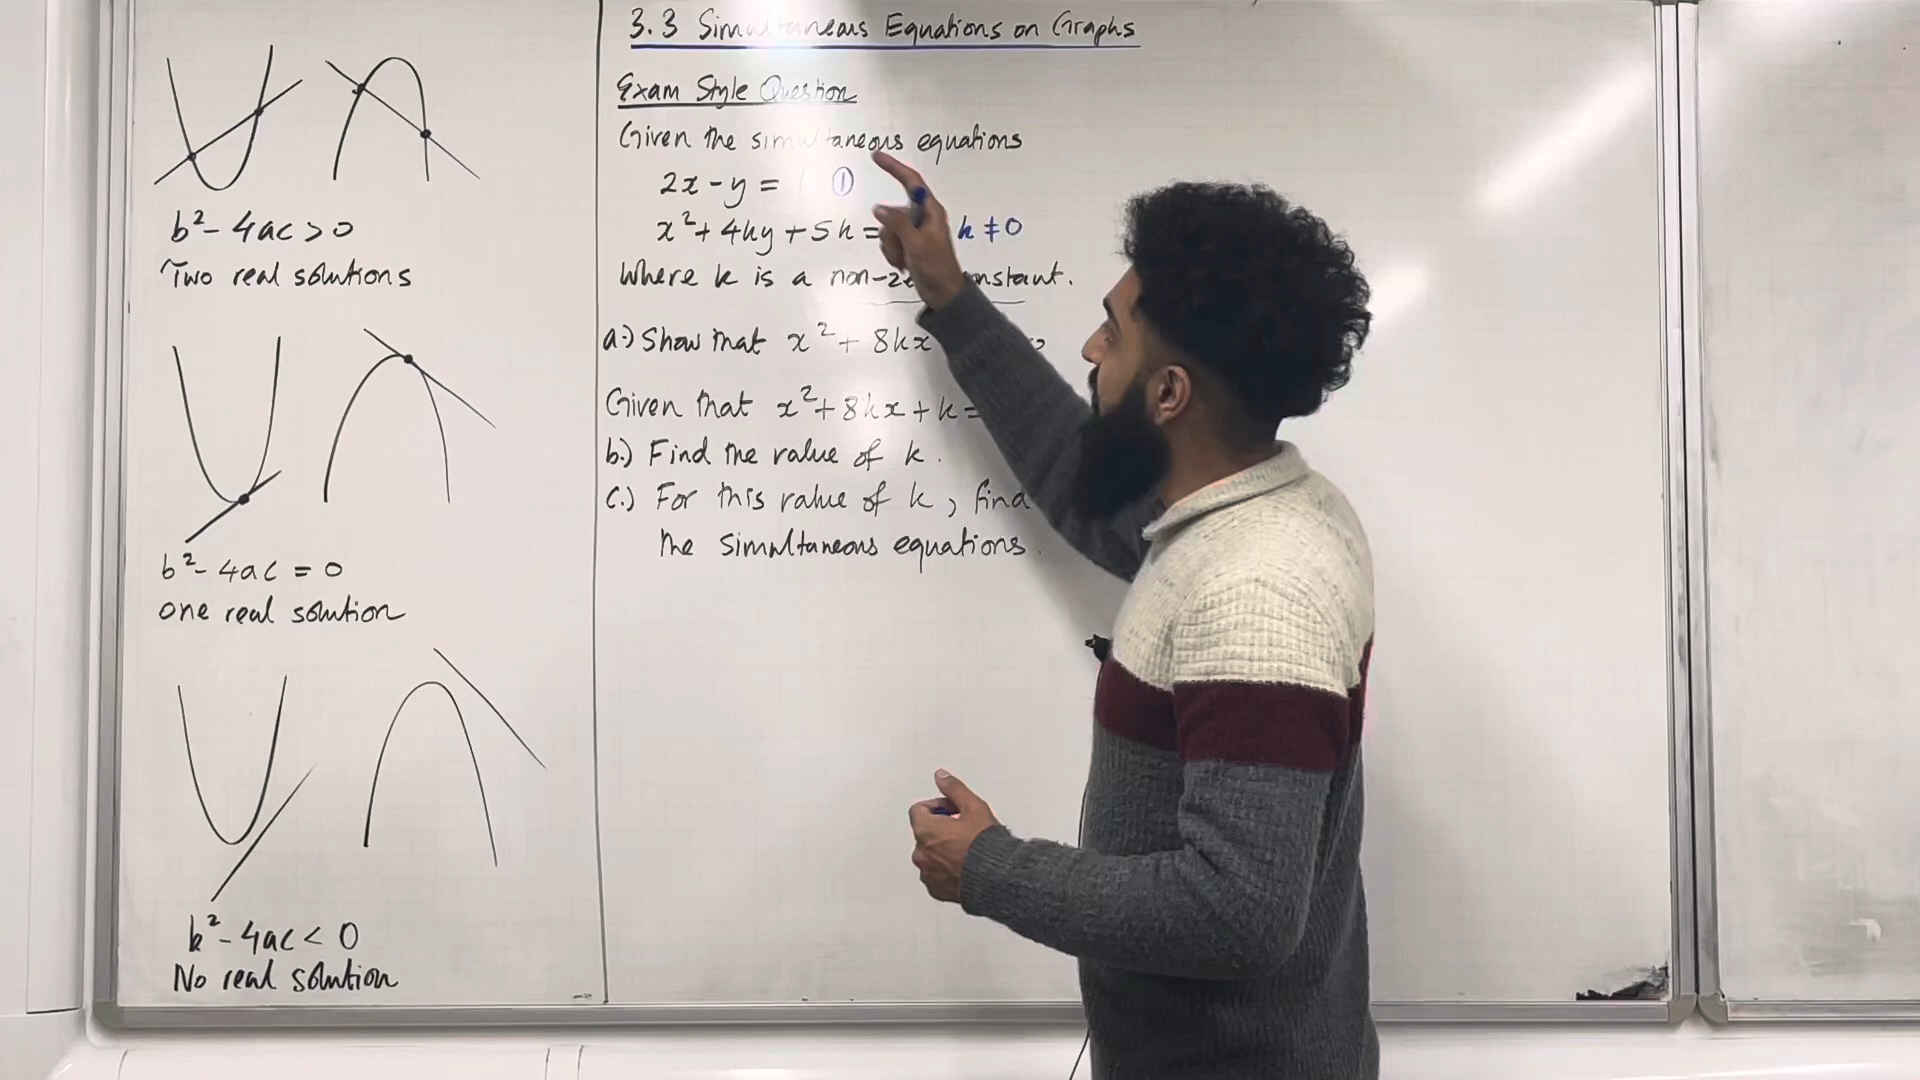 b² - 4ac > 0
Two real solutions
b² - 4ac = 0
one real solution
b² - 4ac < 0
No real solution
3.3 Simultaneous Equations on Graphs
Exam Style Question
Given the simultaneous equations
2x - y = 1 ①
x² + 4ky + 5k = k ≠ 0
Where k is a non-zero constant.
a.) Show that x² + 8kx
Given that x² + 8kx + k =
b.) Find the value of k.
c.) For this value of k, find
the simultaneous equations.